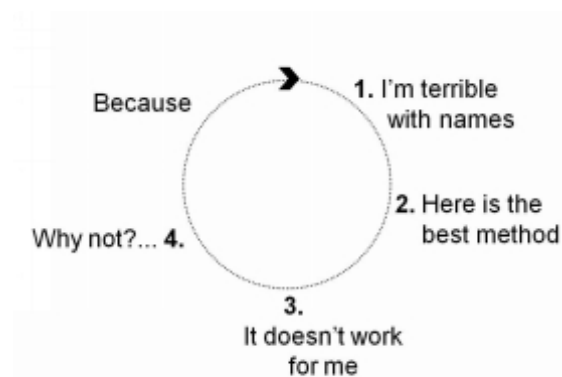 1. I'm terrible
with names
2. Here is the
best method
3.
It doesn't work
for me
Why not?... 4.
Because